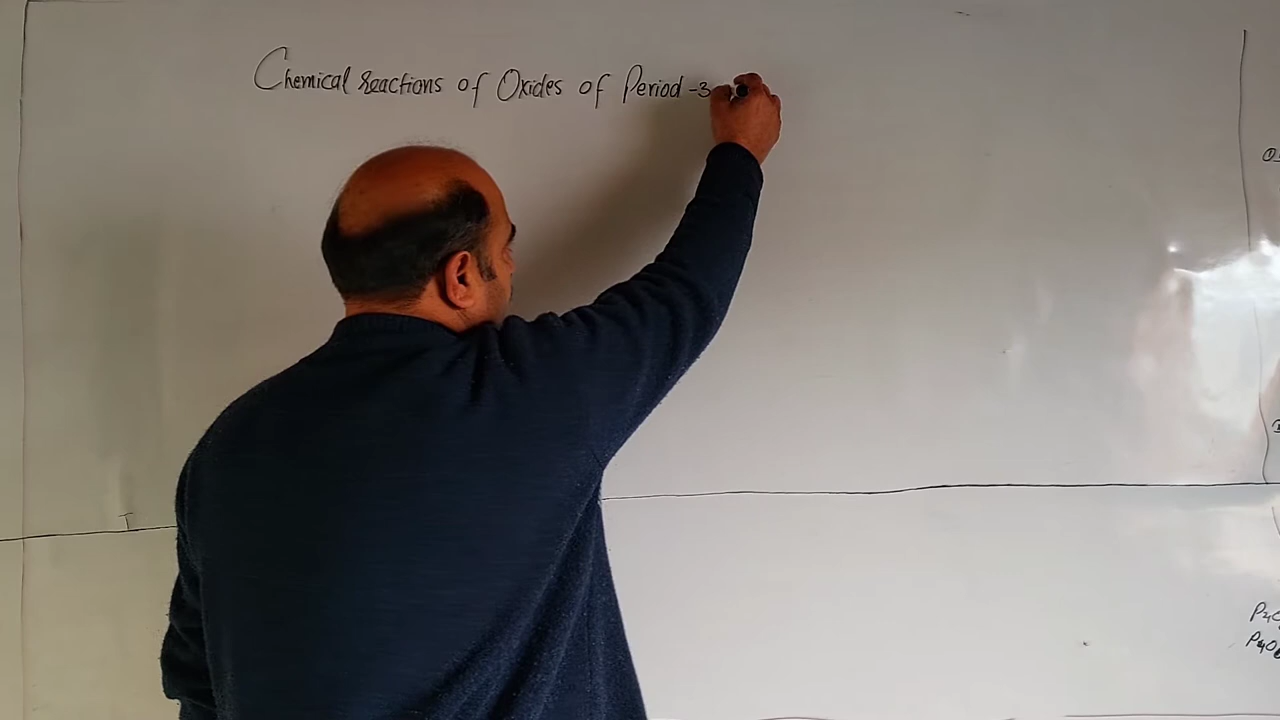 Chemical reactions of Oxides of Period -3